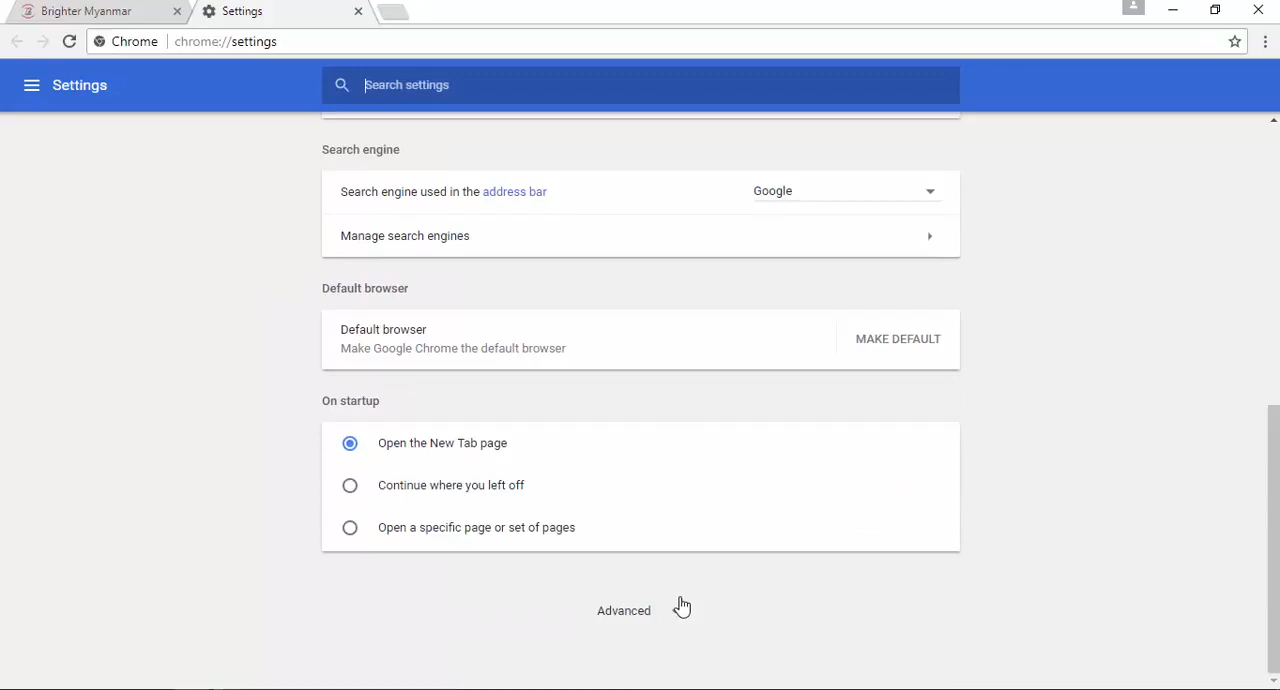 Brighter Myanmar
Settings
Chrome
chrome://settings
Settings
Search settings
Search engine
Search engine used in the address bar
Google
Manage search engines
Default browser
Default browser
Make Google Chrome the default browser
MAKE DEFAULT
On startup
Open the New Tab page
Continue where you left off
Open a specific page or set of pages
Advanced